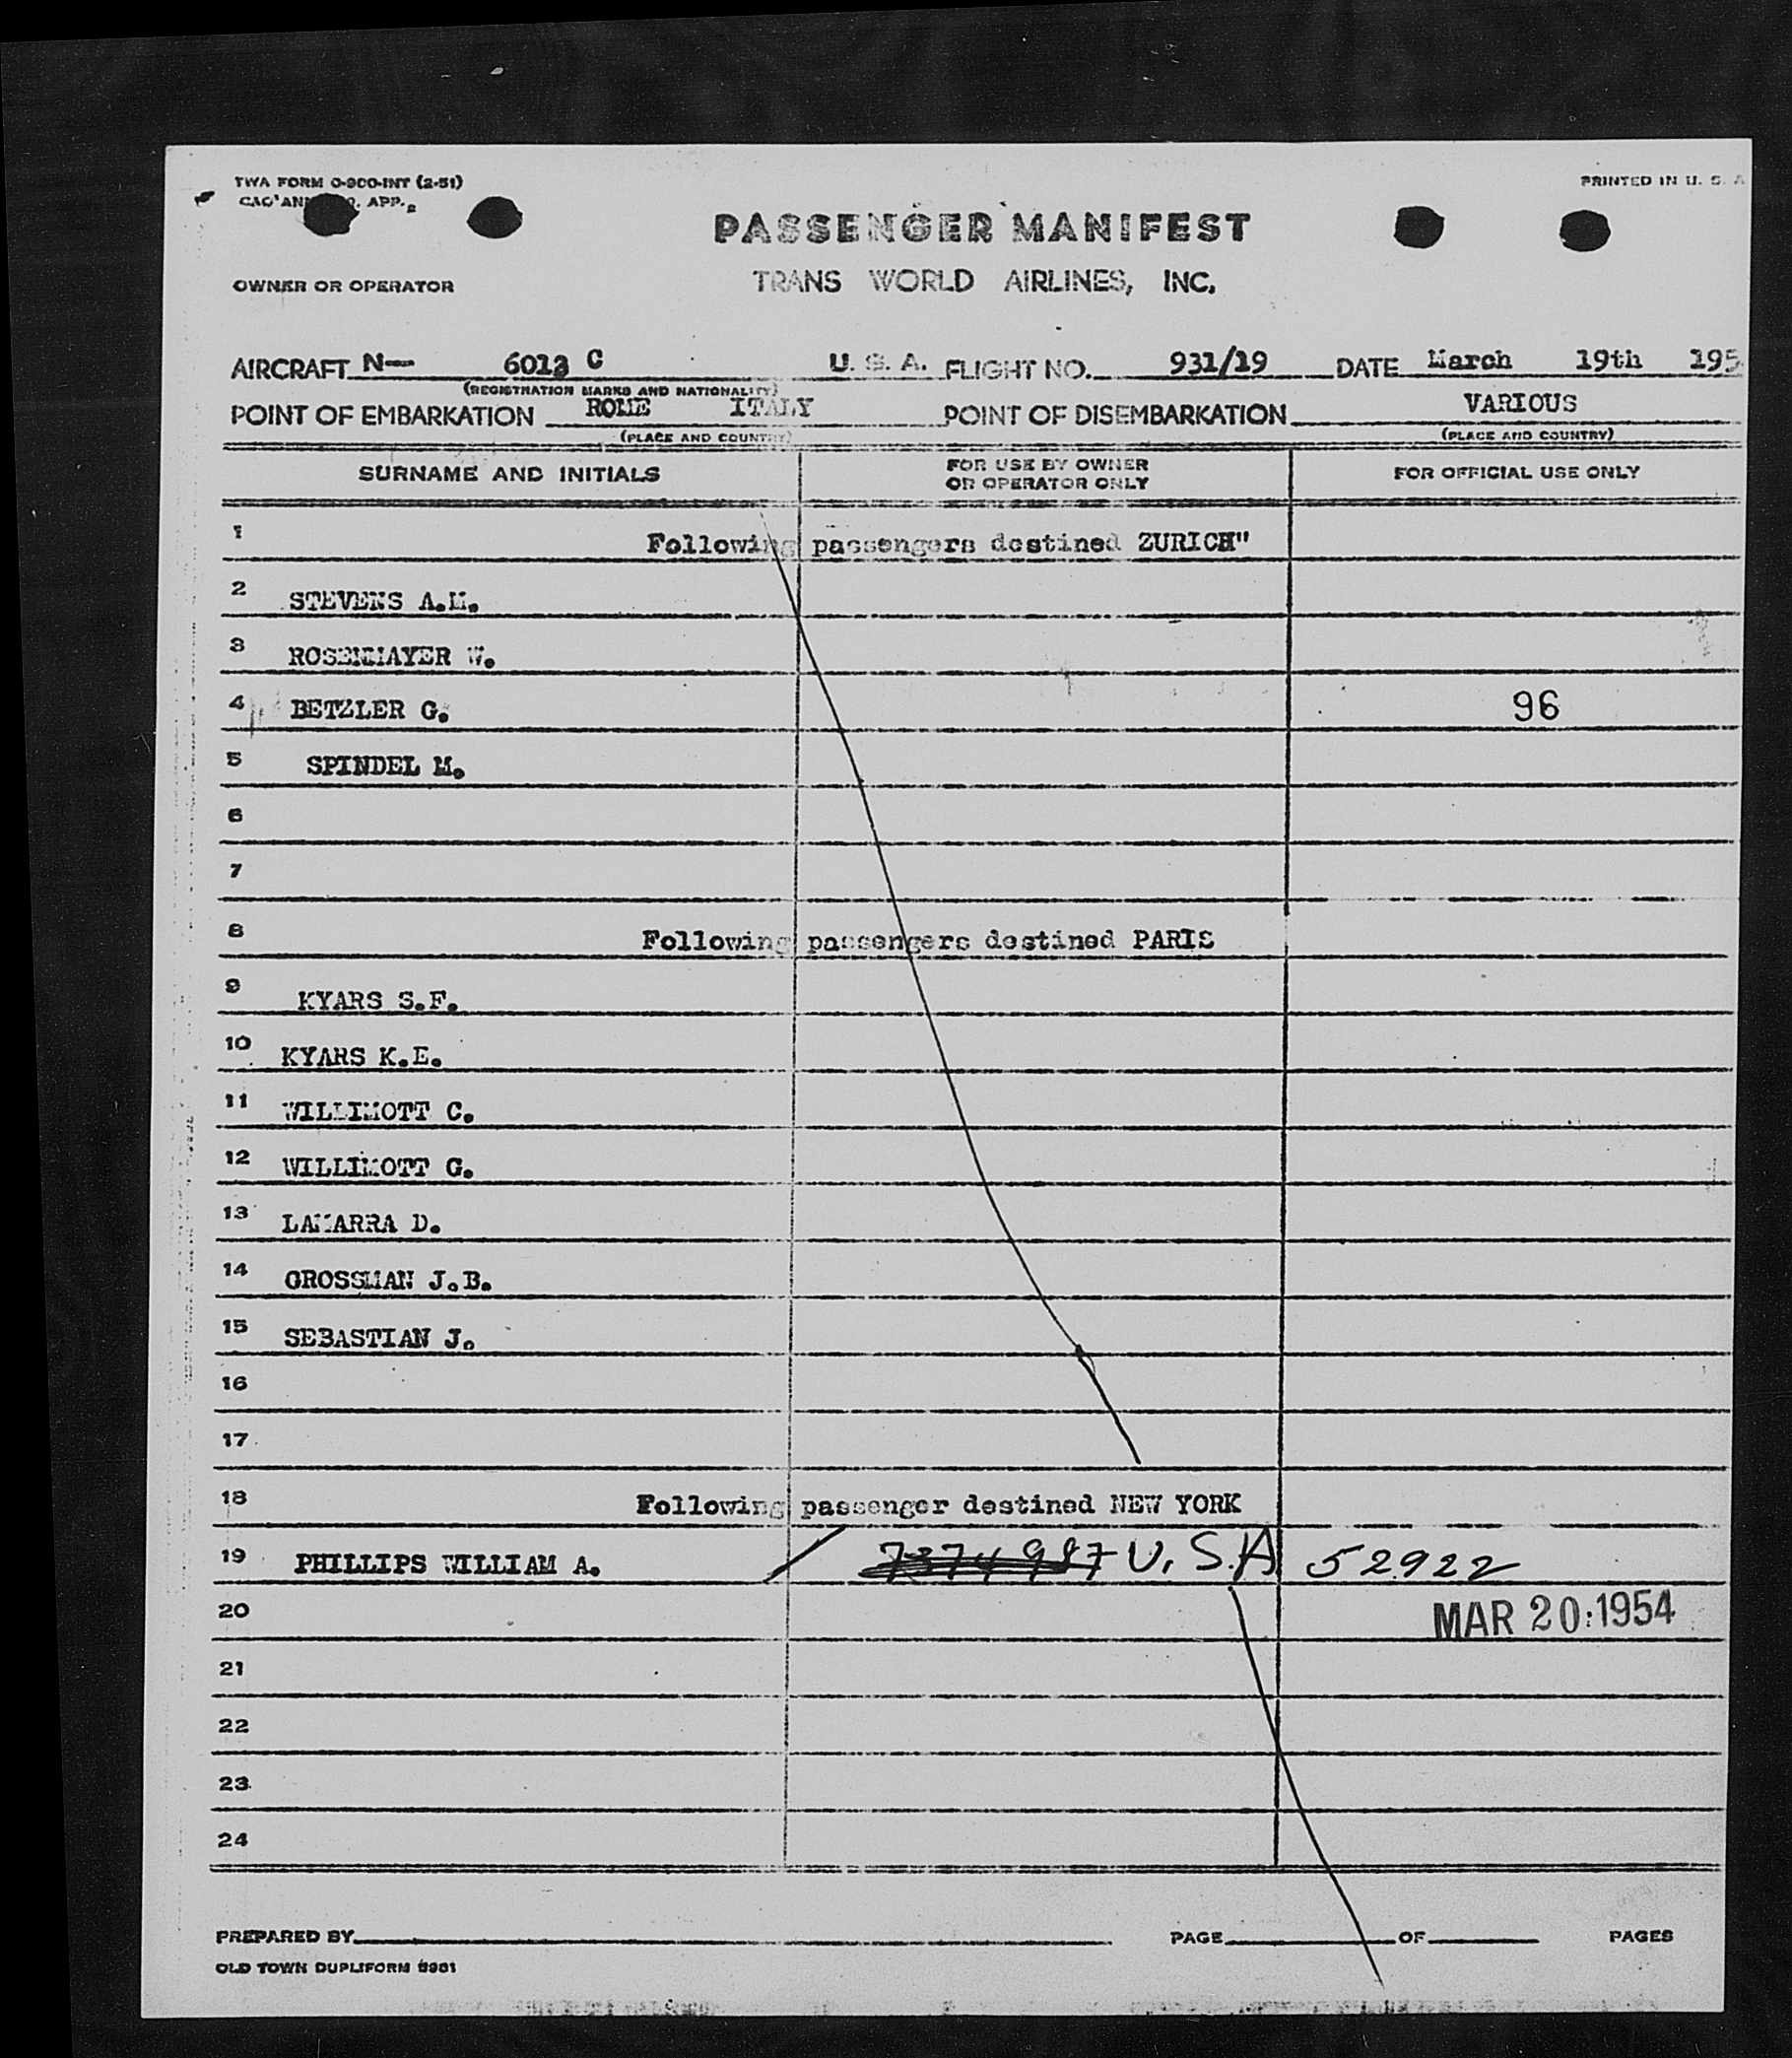 TWA FORM O-900-INT (2-51)
PRINTED IN U. S. A
CAO ANN APP.
PASSENGER MANIFEST
OWNER OR OPERATOR TRANS WORLD AIRLINES, INC.
AIRCRAFT N— 6013 C U. S. A. FLIGHT NO. 931/19 DATE March 19th 195
(REGISTRATION MARKS AND NATIONALITY)
POINT OF EMBARKATION ROME ITALY POINT OF DISEMBARKATION VARIOUS
(PLACE AND COUNTRY) (PLACE AND COUNTRY)
SURNAME AND INITIALS FOR USE BY OWNER OR OPERATOR ONLY FOR OFFICIAL USE ONLY
1 Following passengers destined ZURICH"
2 STEVENS A.M.
3 ROSENMAYER W.
4 BETZLER G. 96
5 SPINDEL M.
6
7
8 Following passengers destined PARIS
9 KYARS S.F.
10 KYARS K.E.
11 WILLIMOTT C.
12 WILLIMOTT G.
13 LAMARRA D.
14 GROSSMAN J.B.
15 SEBASTIAN J.
16
17
18 Following passenger destined NEW YORK
19 PHILLIPS WILLIAM A. 7374987 U.S.A 52922
20 MAR 20 1954
21
22
23
24
PREPARED BY PAGE OF PAGES
OLD TOWN DUPLIFORM